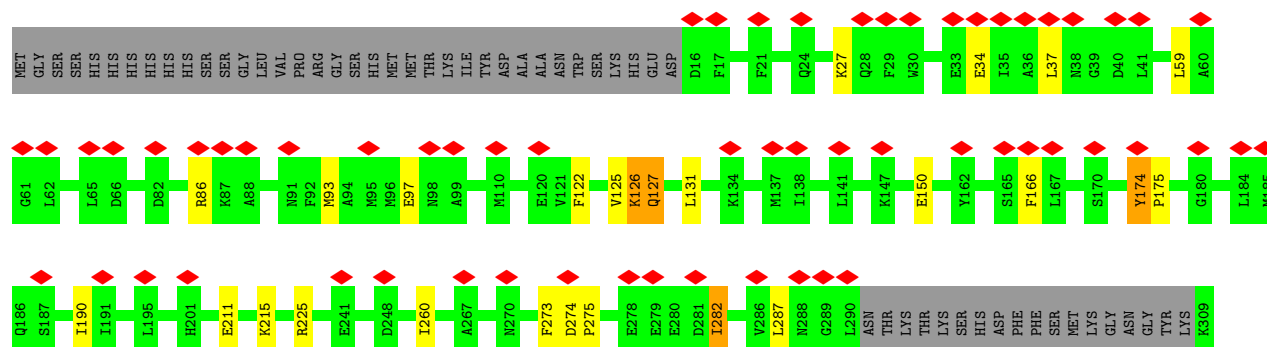 MET GLY SER SER HIS HIS HIS HIS HIS HIS SER SER GLY LEU VAL PRO ARG GLY SER HIS MET MET THR LYS ILE TYR ASP ALA ALA ASN TRP SER LYS HIS GLU ASP D16 F17 F21 Q24 K27 Q28 F29 W30 E33 E34 I35 A36 L37 N38 G39 D40 L41 L59 A60
G61 L62 L65 D66 D82 R86 K87 A88 N91 F92 M93 A94 M95 M96 E97 N98 A99 M110 E120 V121 F122 V125 K126 Q127 L131 K134 M137 I138 L141 K147 E150 Y162 S165 F166 L167 S170 Y174 P175 G180 L184 M185
Q186 S187 I190 I191 L195 H201 E211 K215 R225 E241 D248 I260 A267 N270 F273 D274 P275 E278 E279 E280 D281 I282 V286 L287 N288 G289 L290 ASN THR LYS THR LYS SER HIS ASP PHE PHE SER MET LYS GLY ASN GLY TYR LYS K309